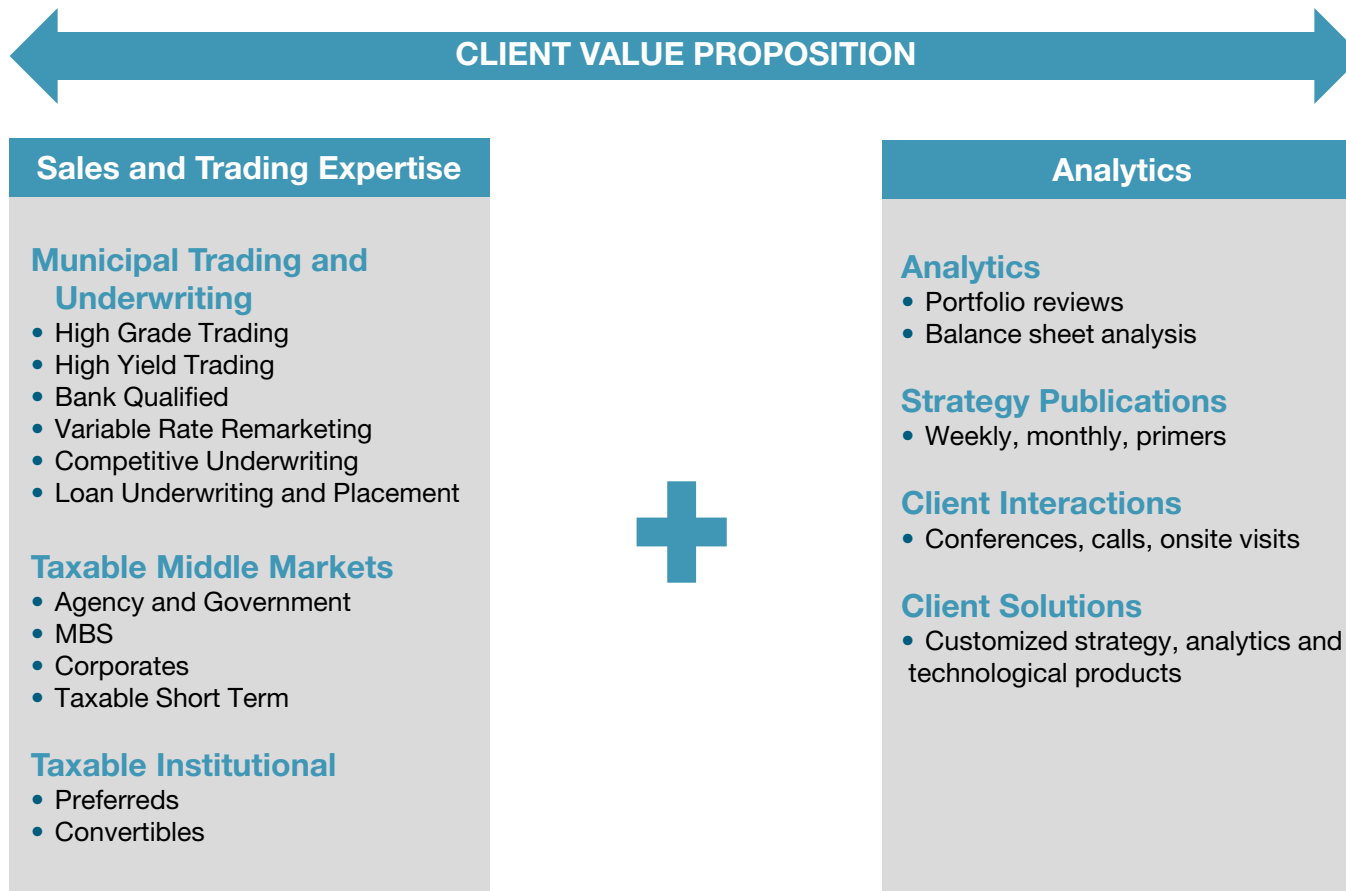 CLIENT VALUE PROPOSITION
Sales and Trading Expertise
Municipal Trading and
Underwriting
• High Grade Trading
• High Yield Trading
• Bank Qualified
• Variable Rate Remarketing
• Competitive Underwriting
• Loan Underwriting and Placement
Taxable Middle Markets
• Agency and Government
• MBS
• Corporates
• Taxable Short Term
Taxable Institutional
• Preferreds
• Convertibles
Analytics
Analytics
• Portfolio reviews
• Balance sheet analysis
Strategy Publications
• Weekly, monthly, primers
Client Interactions
• Conferences, calls, onsite visits
Client Solutions
• Customized strategy, analytics and
technological products